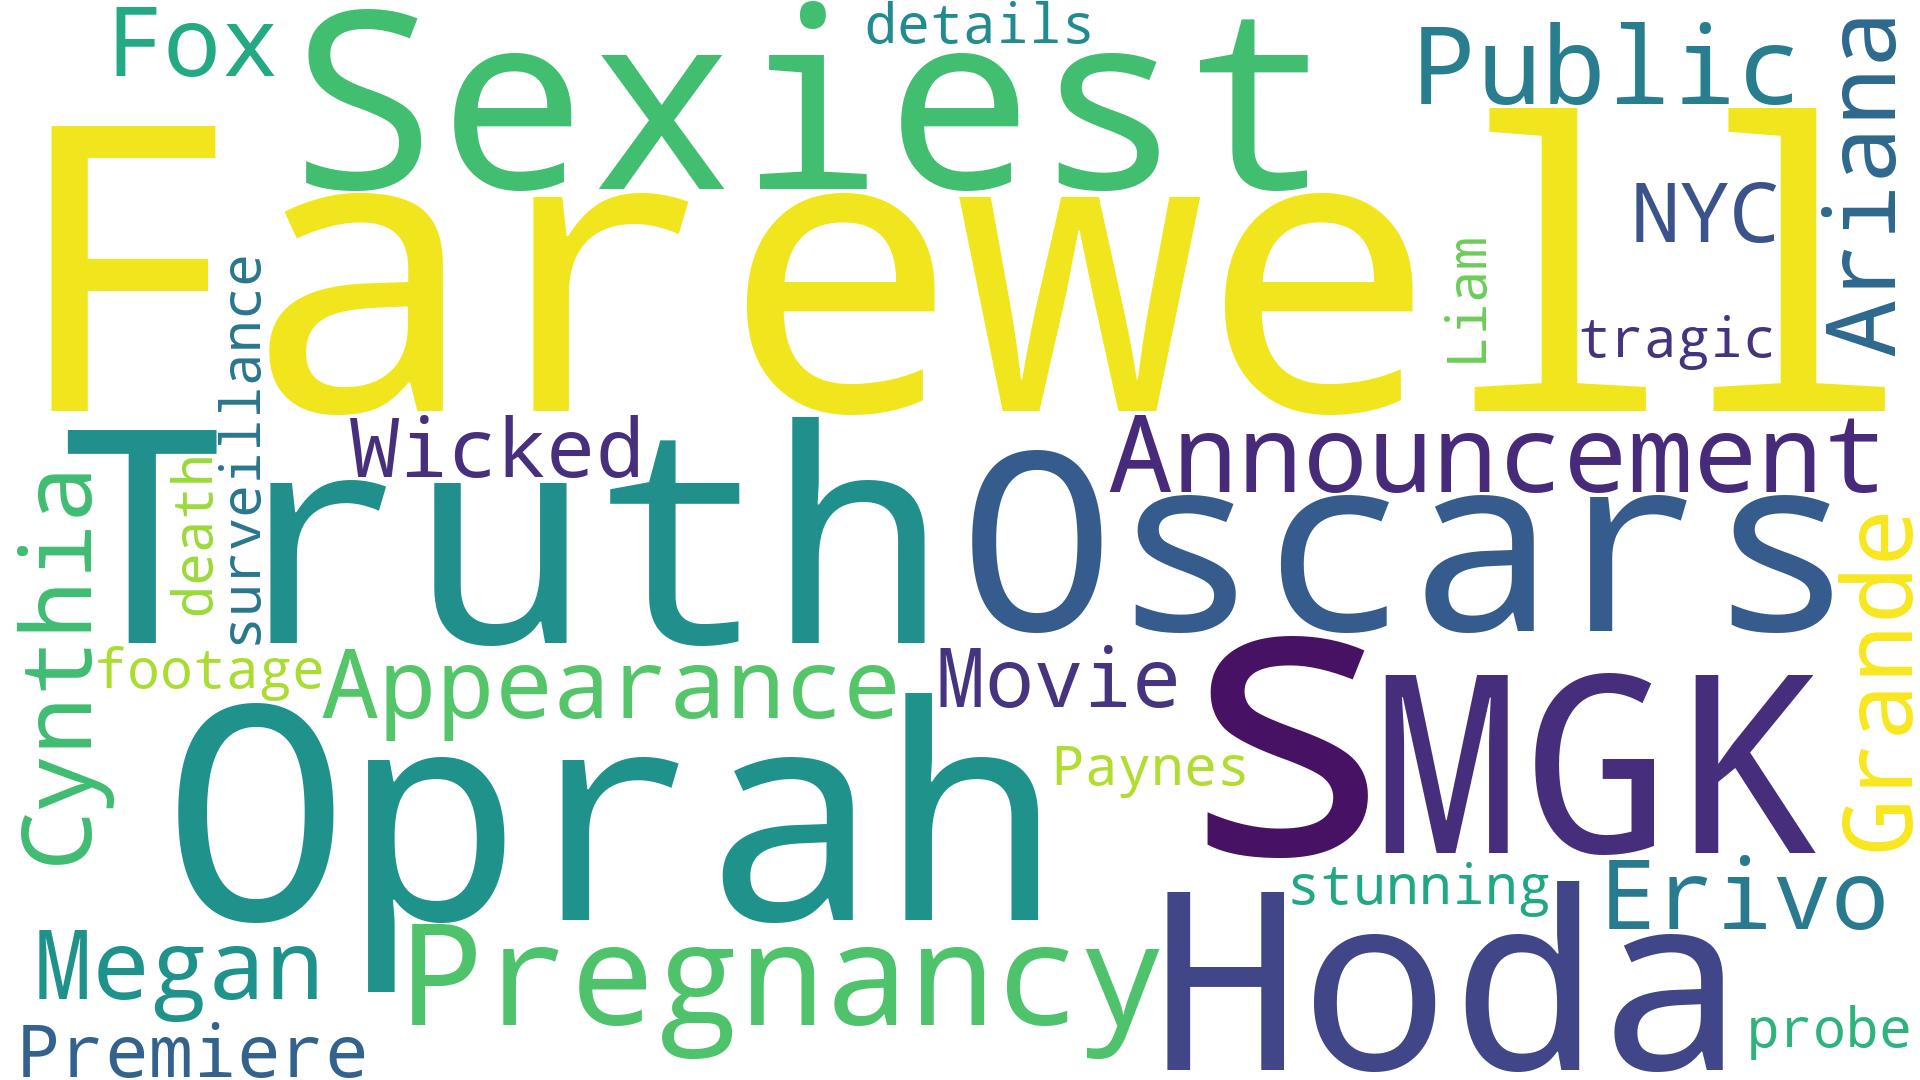 Fox
Sexiest
details
Public
Ariana
Farewell
NYC
Liam
tragic
surveillance
Wicked
Announcement
Truth
death
Oscars
Cynthia
Grande
footage
Appearance
Movie
S
MGK
Oprah
Paynes
stunning
Erivo
Megan
Pregnancy
Hoda
Premiere
probe